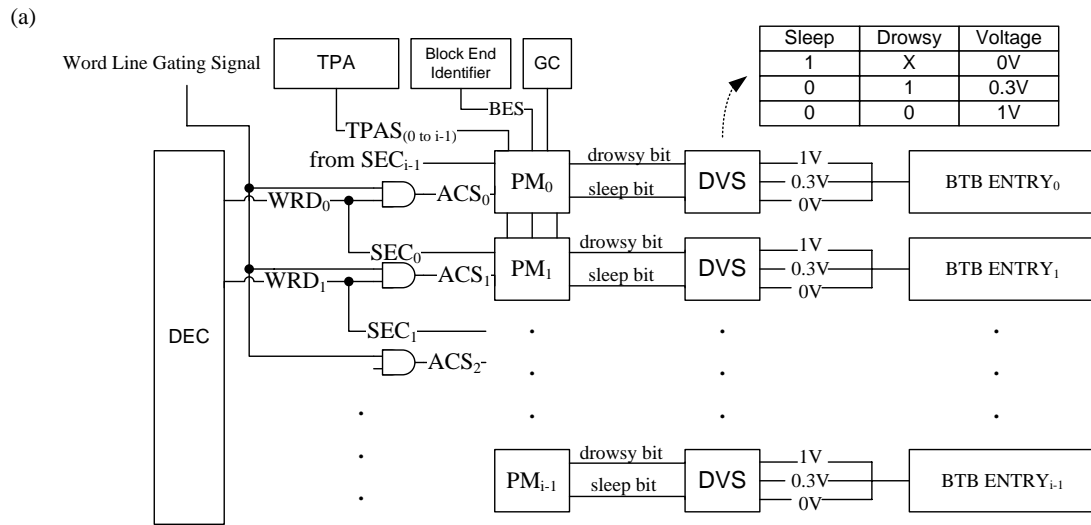 (a)
Word Line Gating Signal
TPA
Block End
Identifier
GC
Sleep Drowsy Voltage
1 X 0V
0 1 0.3V
0 0 1V
BES
TPAS(0 to i-1)
from SECi-1
DEC
WRD0
ACS0
PM0
drowsy bit
sleep bit
DVS
1V
0.3V
0V
BTB ENTRY0
SEC0
WRD1
ACS1
PM1
drowsy bit
sleep bit
DVS
1V
0.3V
0V
BTB ENTRY1
SEC1
ACS2
PMi-1
drowsy bit
sleep bit
DVS
1V
0.3V
0V
BTB ENTRYi-1